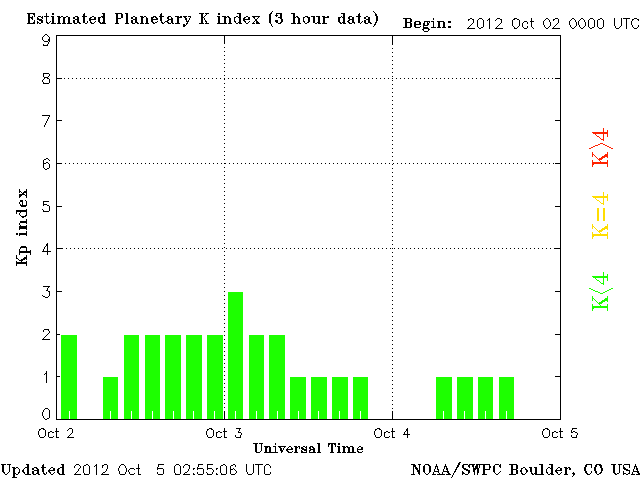 Estimated Planetary K index (3 hour data) Begin: 2012 Oct 02 0000 UTC
9
8
7
6
5
4
3
2
1
0
Kp index
K>4
K=4
K<4
Oct 2 Oct 3 Oct 4 Oct 5
Universal Time
Updated 2012 Oct 5 02:55:06 UTC NOAA/SWPC Boulder, CO USA